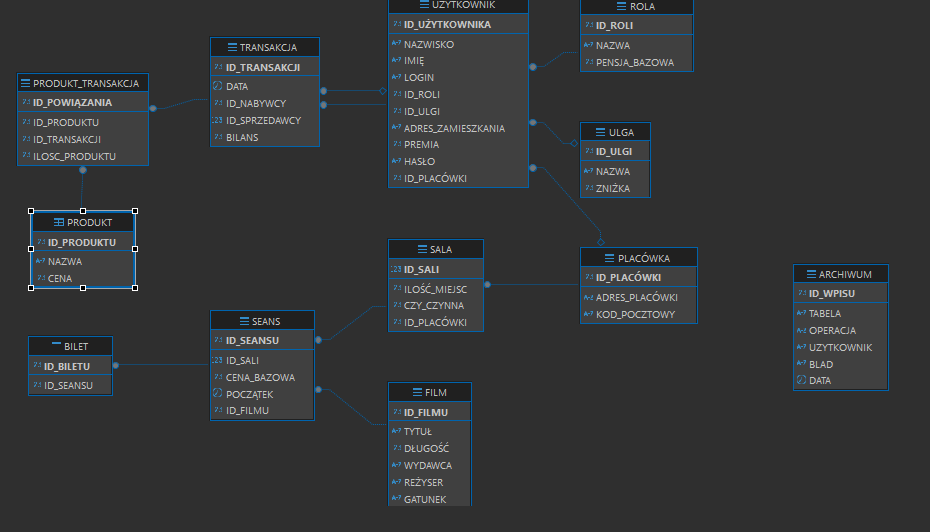 UŻYTKOWNIK
ID_UŻYTKOWNIKA
NAZWISKO
IMIĘ
LOGIN
ID_ROLI
ID_ULGI
ADRES_ZAMIESZKANIA
PREMIA
HASŁO
ID_PLACÓWKI
ROLA
ID_ROLI
NAZWA
PENSJA_BAZOWA
TRANSAKCJA
ID_TRANSAKCJI
DATA
ID_NABYWCY
ID_SPRZEDAWCY
BILANS
PRODUKT_TRANSAKCJA
ID_POWIĄZANIA
ID_PRODUKTU
ID_TRANSAKCJI
ILOSC_PRODUKTU
ULGA
ID_ULGI
NAZWA
ZNIŻKA
PRODUKT
ID_PRODUKTU
NAZWA
CENA
SALA
ID_SALI
ILOŚĆ_MIEJSC
CZY_CZYNNA
ID_PLACÓWKI
PLACÓWKA
ID_PLACÓWKI
ADRES_PLACÓWKI
KOD_POCZTOWY
ARCHIWUM
ID_WPISU
TABELA
OPERACJA
UZYTKOWNIK
BLAD
DATA
SEANS
ID_SEANSU
ID_SALI
CENA_BAZOWA
POCZĄTEK
ID_FILMU
BILET
ID_BILETU
ID_SEANSU
FILM
ID_FILMU
TYTUŁ
DŁUGOŚĆ
WYDAWCA
REŻYSER
GATUNEK